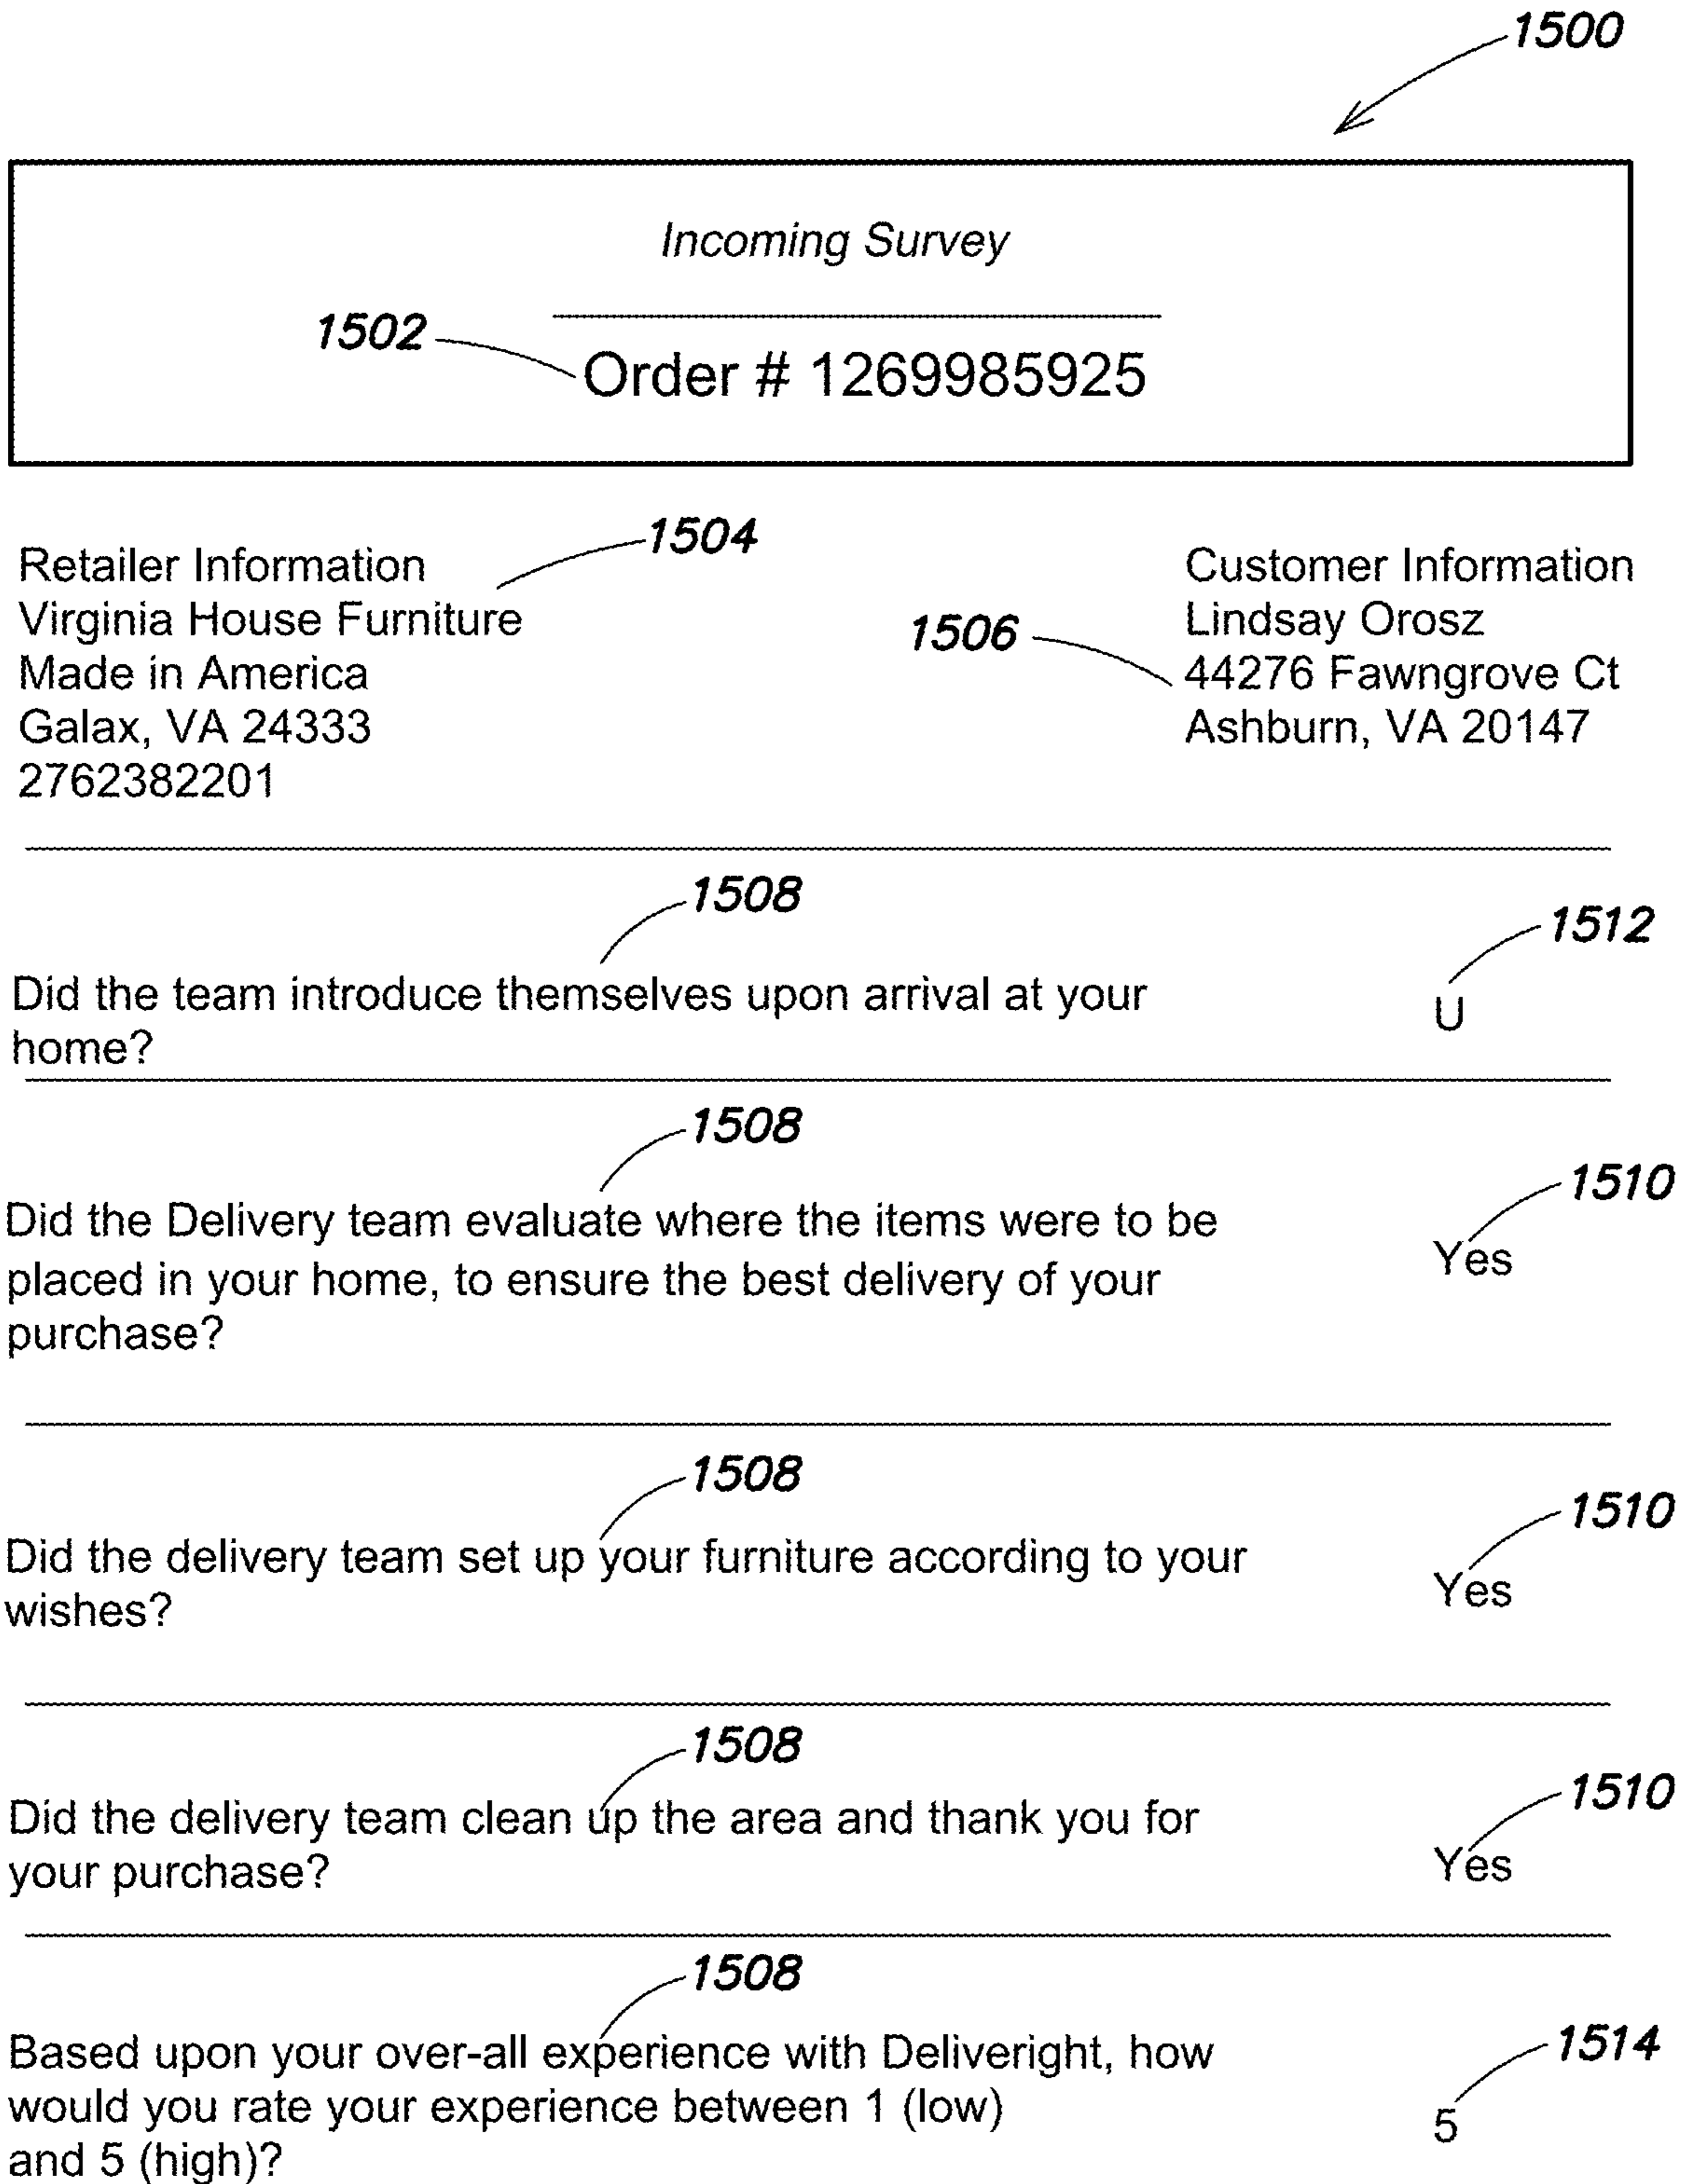 1500
Incoming Survey
1502
Order # 1269985925
Retailer Information
Virginia House Furniture
Made in America
Galax, VA 24333
2762382201
1504
Customer Information
Lindsay Orosz
44276 Fawngrove Ct
Ashburn, VA 20147
1506
1508
1512
Did the team introduce themselves upon arrival at your
home?
U
1508
1510
Did the Delivery team evaluate where the items were to be
placed in your home, to ensure the best delivery of your
purchase?
Yes
1508
1510
Did the delivery team set up your furniture according to your
wishes?
Yes
1508
1510
Did the delivery team clean up the area and thank you for
your purchase?
Yes
1508
1514
Based upon your over-all experience with Deliveright, how
would you rate your experience between 1 (low)
and 5 (high)?
5